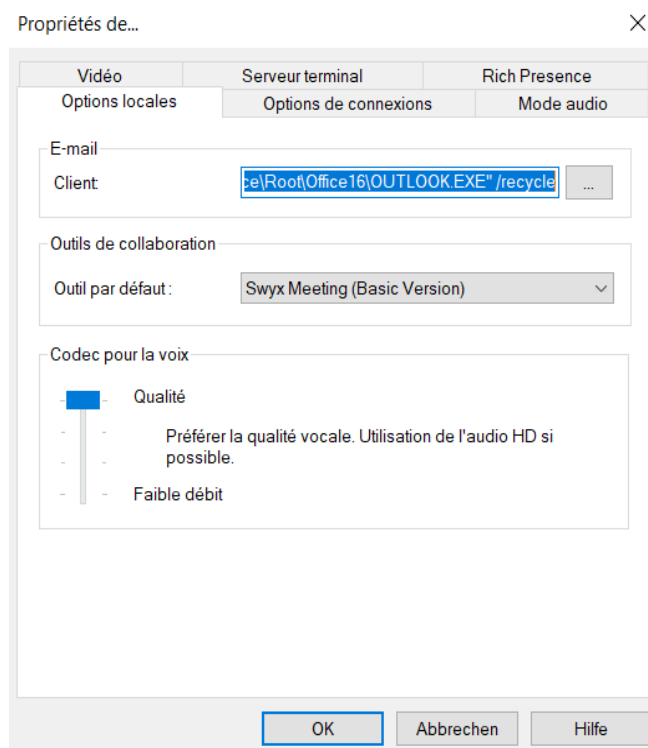 Propriétés de...
Vidéo
Serveur terminal
Rich Presence
Options locales
Options de connexions
Mode audio
E-mail
Client:
ce\Root\Office16\OUTLOOK.EXE" /recycle
...
Outils de collaboration
Outil par défaut :
Swyx Meeting (Basic Version)
Codec pour la voix
Qualité
Préférer la qualité vocale. Utilisation de l'audio HD si
possible.
Faible débit
OK
Abbrechen
Hilfe